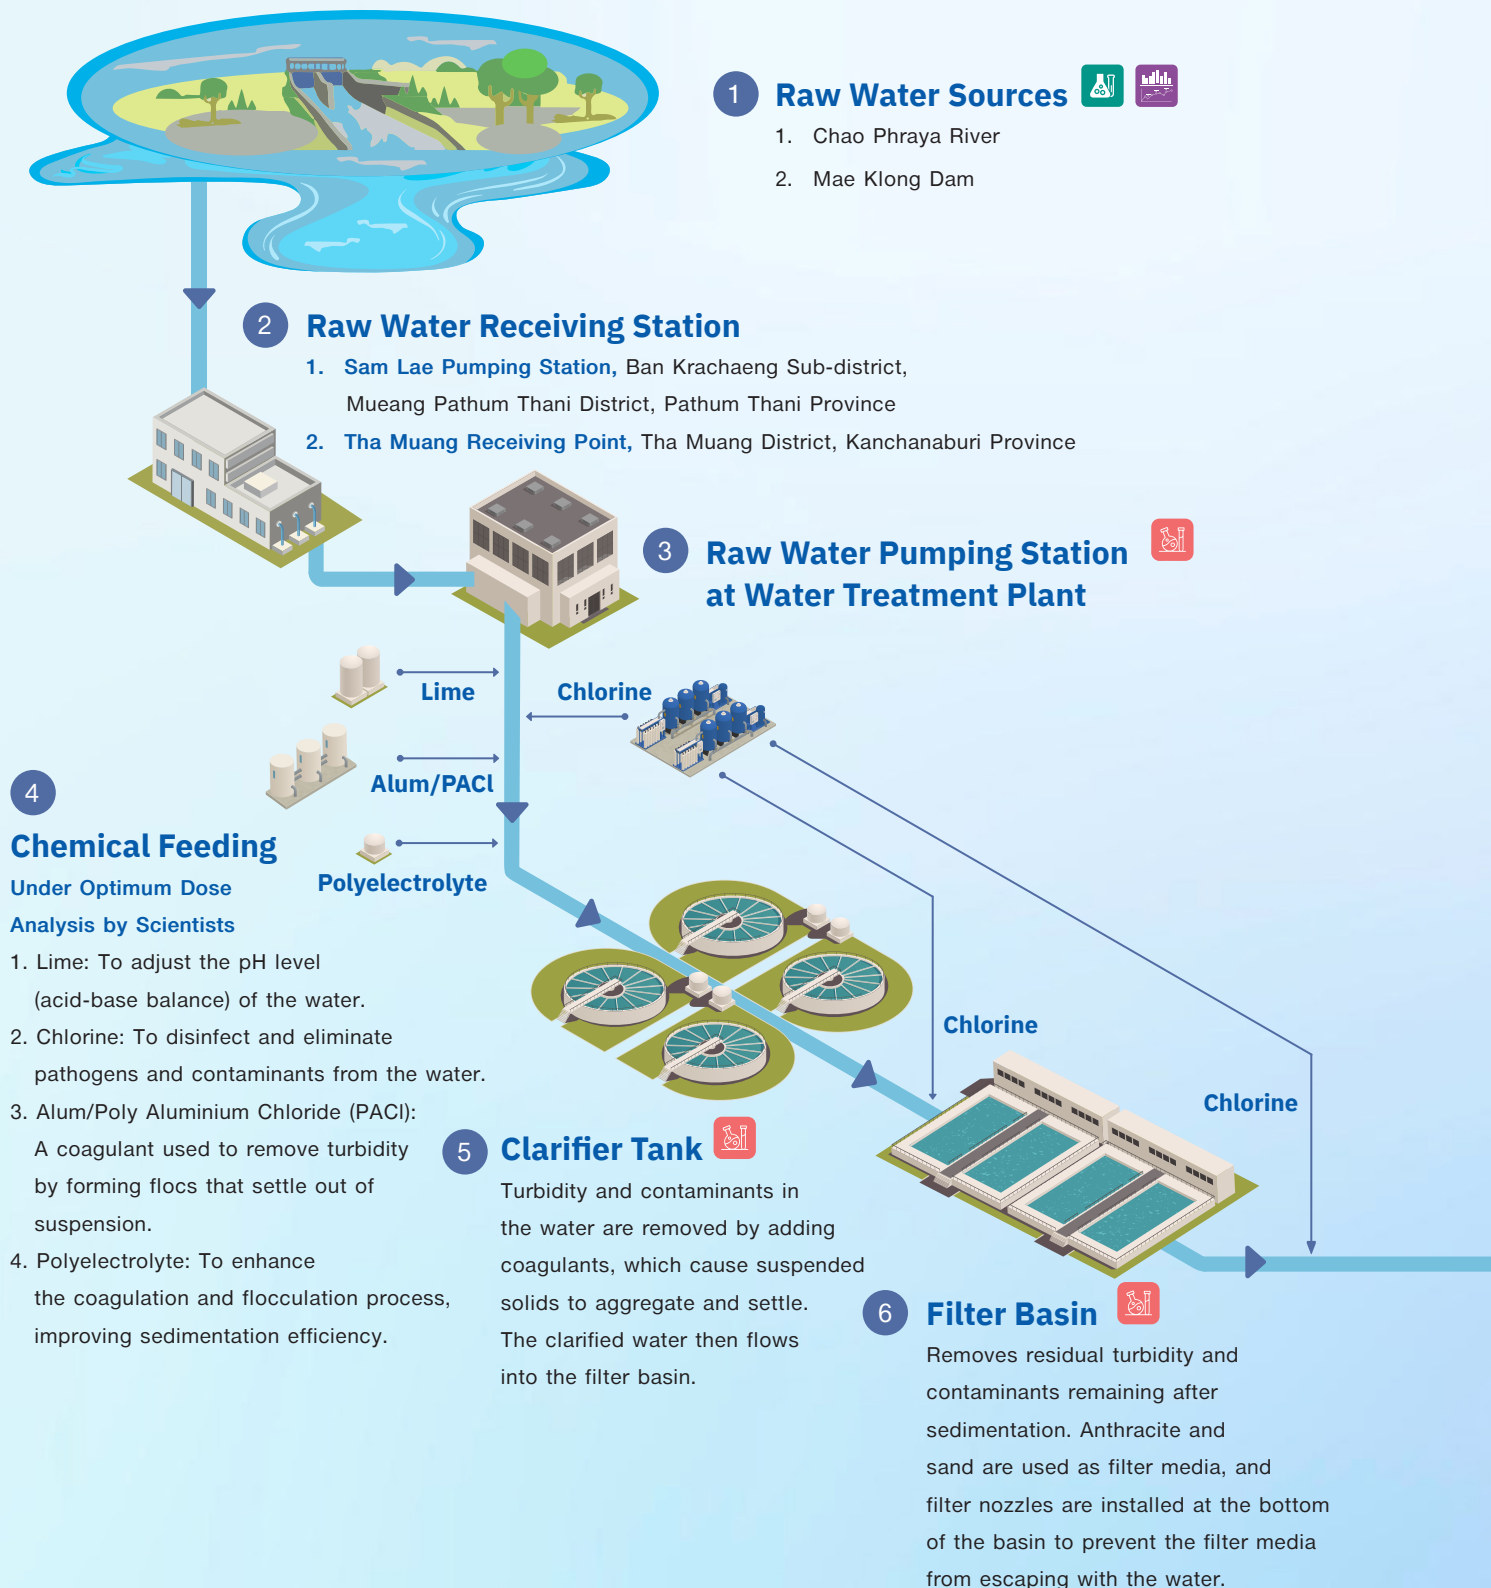 1 Raw Water Sources
1. Chao Phraya River
2. Mae Klong Dam
2 Raw Water Receiving Station
1. Sam Lae Pumping Station, Ban Krachaeng Sub-district,
Mueang Pathum Thani District, Pathum Thani Province
2. Tha Muang Receiving Point, Tha Muang District, Kanchanaburi Province
3 Raw Water Pumping Station
at Water Treatment Plant
Lime
Chlorine
Alum/PACl
Polyelectrolyte
4
Chemical Feeding
Under Optimum Dose
Analysis by Scientists
1. Lime: To adjust the pH level
(acid-base balance) of the water.
2. Chlorine: To disinfect and eliminate
pathogens and contaminants from the water.
3. Alum/Poly Aluminium Chloride (PACl):
A coagulant used to remove turbidity
by forming flocs that settle out of
suspension.
4. Polyelectrolyte: To enhance
the coagulation and flocculation process,
improving sedimentation efficiency.
Chlorine
Chlorine
5 Clarifier Tank
Turbidity and contaminants in
the water are removed by adding
coagulants, which cause suspended
solids to aggregate and settle.
The clarified water then flows
into the filter basin.
6 Filter Basin
Removes residual turbidity and
contaminants remaining after
sedimentation. Anthracite and
sand are used as filter media, and
filter nozzles are installed at the bottom
of the basin to prevent the filter media
from escaping with the water.